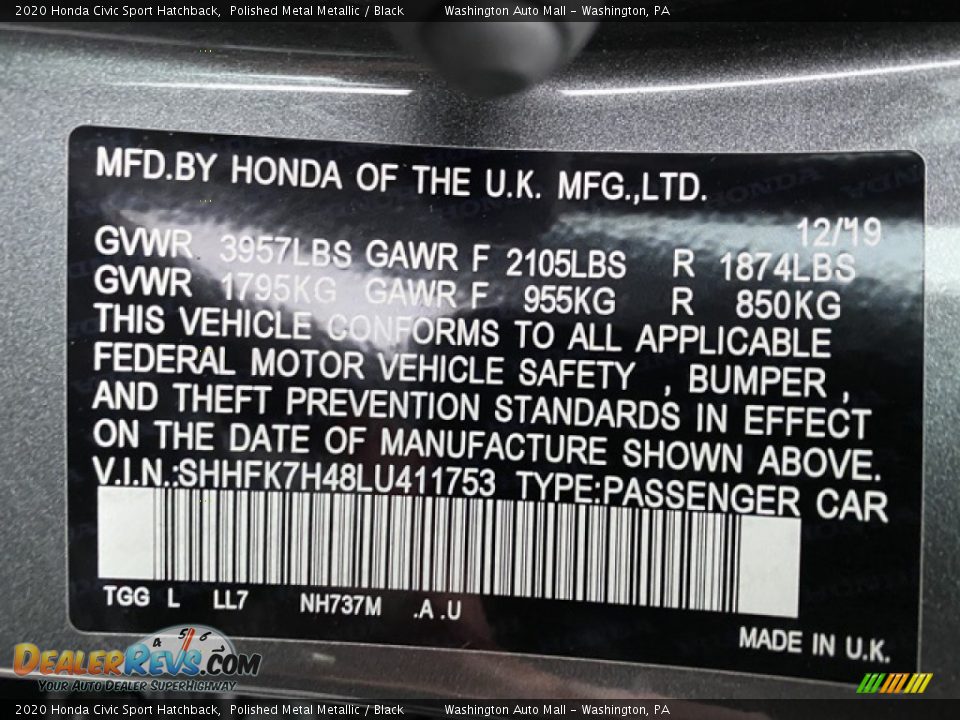 2020 Honda Civic Sport Hatchback, Polished Metal Metallic / Black Washington Auto Mall - Washington, PA
MFD.BY HONDA OF THE U.K. MFG.,LTD.
12/'19
GVWR 3957LBS GAWR F 2105LBS R 1874LBS
GVWR 1795KG GAWR F 955KG R 850KG
THIS VEHICLE CONFORMS TO ALL APPLICABLE
FEDERAL MOTOR VEHICLE SAFETY , BUMPER ,
AND THEFT PREVENTION STANDARDS IN EFFECT
ON THE DATE OF MANUFACTURE SHOWN ABOVE.
V.I.N.:SHHFK7H48LU411753 TYPE:PASSENGER CAR
TGG L LL7 NH737M .A .U
MADE IN U.K.
DEALERREVS.COM
YOUR AUTO DEALER SUPERHIGHWAY
2020 Honda Civic Sport Hatchback, Polished Metal Metallic / Black Washington Auto Mall - Washington, PA